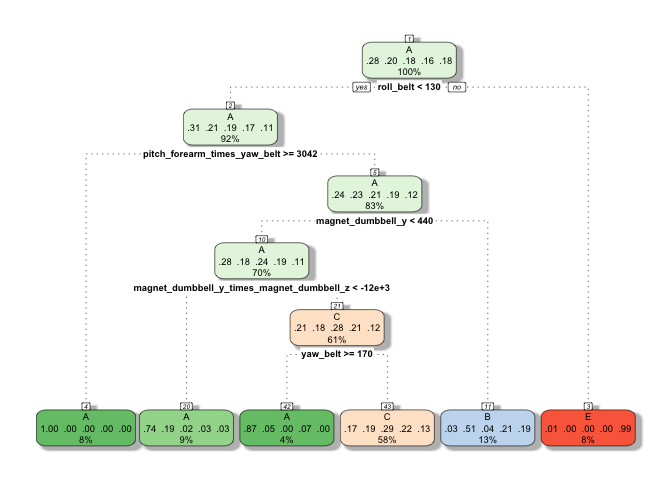 1
A
.28 .20 .18 .16 .18
100%
yes roll_belt < 130 no
2
A
.31 .21 .19 .17 .11
92%
pitch_forearm_times_yaw_belt >= 3042
5
A
.24 .23 .21 .19 .12
83%
magnet_dumbbell_y < 440
10
A
.28 .18 .24 .19 .11
70%
magnet_dumbbell_y_times_magnet_dumbbell_z < -12e+3
21
C
.21 .18 .28 .21 .12
61%
yaw_belt >= 170
4
A
1.00 .00 .00 .00 .00
8%
20
A
.74 .19 .02 .03 .03
9%
42
A
.87 .05 .00 .07 .00
4%
43
C
.17 .19 .29 .22 .13
58%
11
B
.03 .51 .04 .21 .19
13%
3
E
.01 .00 .00 .00 .99
8%